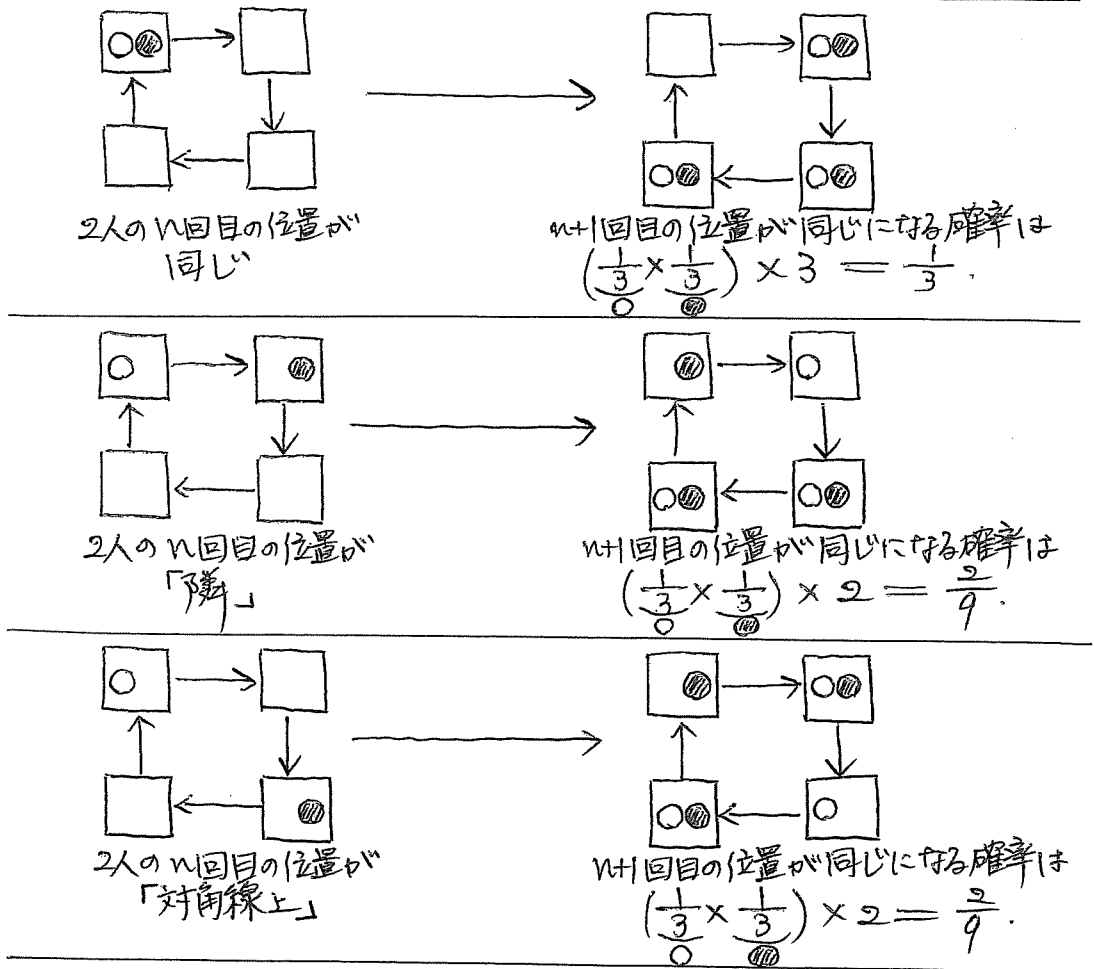 2人のn回目の位置が
同じ
n+1回目の位置が同じになる確率は
(1/3 × 1/3) × 3 = 1/3.
2人のn回目の位置が
「隣」
n+1回目の位置が同じになる確率は
(1/3 × 1/3) × 2 = 2/9.
2人のn回目の位置が
「対角線上」
n+1回目の位置が同じになる確率は
(1/3 × 1/3) × 2 = 2/9.